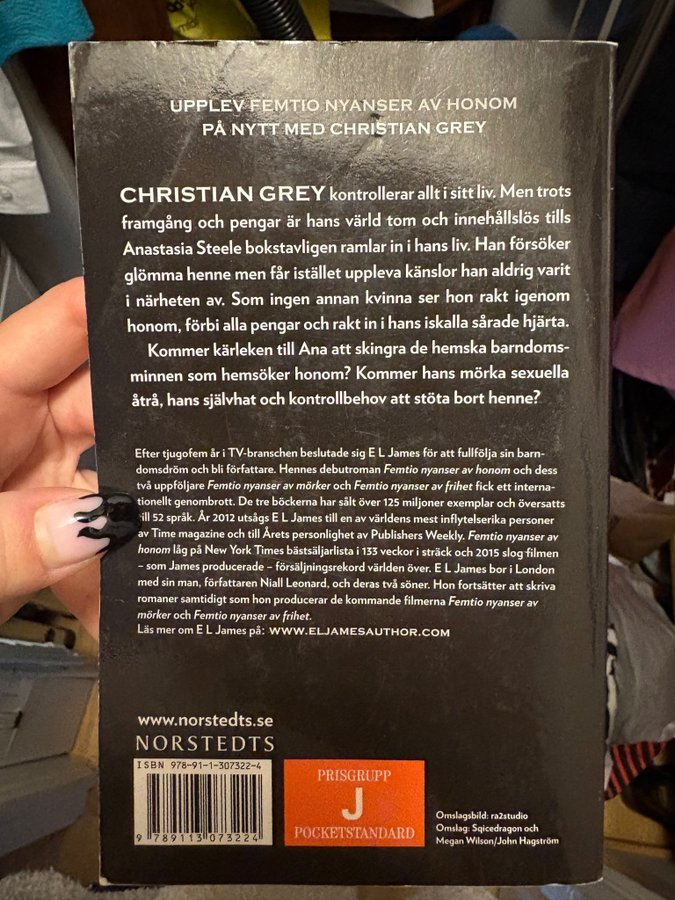 UPPLEV FEMTIO NYANSER AV HONOM
PÅ NYTT MED CHRISTIAN GREY
CHRISTIAN GREY kontrollerar allt i sitt liv. Men trots
framgång och pengar är hans värld tom och innehållslös tills
Anastasia Steele bokstavligen ramlar in i hans liv. Han försöker
glömma henne men får istället uppleva känslor han aldrig varit
i närheten av. Som ingen annan kvinna ser hon rakt igenom
honom, förbi alla pengar och rakt in i hans iskalla sårade hjärta.
Kommer kärleken till Ana att skingra de hemska barndoms-
minnen som hemsöker honom? Kommer hans mörka sexuella
åtrå, hans självhat och kontrollbehov att stöta bort henne?
Efter tjugofem år i TV-branschen beslutade sig E L James för att fullfölja sin barn-
domsdröm och bli författare. Hennes debutroman Femtio nyanser av honom och dess
två uppföljare Femtio nyanser av mörker och Femtio nyanser av frihet fick ett interna-
tionellt genombrott. De tre böckerna har sålt över 125 miljoner exemplar och översatts
till 52 språk. År 2012 utsågs E L James till en av världens mest inflytelserika personer
av Time magazine och till Årets personlighet av Publishers Weekly. Femtio nyanser av
honom låg på New York Times bästsäljarlista i 133 veckor i sträck och 2015 slog filmen
– som James producerade – försäljningsrekord världen över. E L James bor i London
med sin man, författaren Niall Leonard, och deras två söner. Hon fortsätter att skriva
romaner samtidigt som hon producerar de kommande filmerna Femtio nyanser av
mörker och Femtio nyanser av frihet.
Läs mer om E L James på: WWW.ELJAMESAUTHOR.COM
www.norstedts.se
NORSTEDTS
ISBN 978-91-1-307322-4
9 789113 073224
PRISGRUPP
J
POCKETSTANDARD
Omslagsbild: ra2studio
Omslag: Sqicedragon och
Megan Wilson/John Hagström